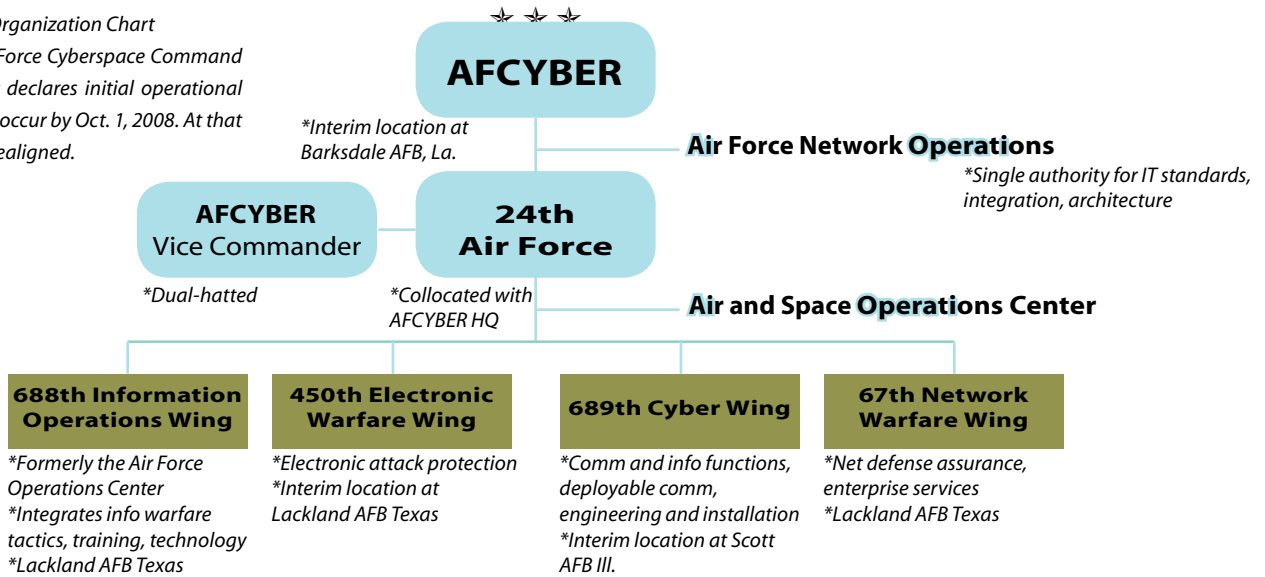 Organization Chart
Force Cyberspace Command
declares initial operational
occur by Oct. 1, 2008. At that
ealigned.
AFCYBER
*Interim location at
Barksdale AFB, La.
Air Force Network Operations
*Single authority for IT standards,
integration, architecture
AFCYBER
Vice Commander
24th
Air Force
*Dual-hatted
*Collocated with
AFCYBER HQ
Air and Space Operations Center
688th Information
Operations Wing
450th Electronic
Warfare Wing
689th Cyber Wing
67th Network
Warfare Wing
*Formerly the Air Force
Operations Center
*Integrates info warfare
tactics, training, technology
*Lackland AFB Texas
*Electronic attack protection
*Interim location at
Lackland AFB Texas
*Comm and info functions,
deployable comm,
engineering and installation
*Interim location at Scott
AFB Ill.
*Net defense assurance,
enterprise services
*Lackland AFB Texas